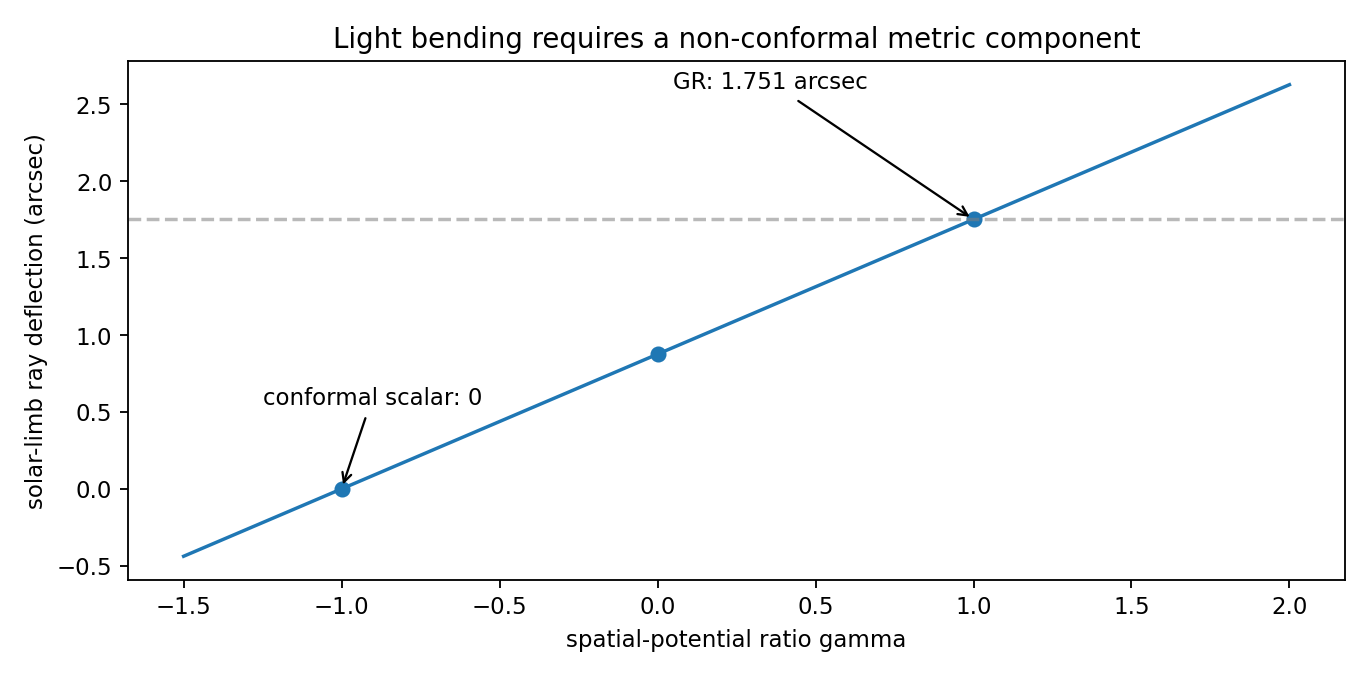 Light bending requires a non-conformal metric component
GR: 1.751 arcsec
conformal scalar: 0
solar-limb ray deflection (arcsec)
2.5
2.0
1.5
1.0
0.5
0.0
−0.5
−1.5 −1.0 −0.5 0.0 0.5 1.0 1.5 2.0
spatial-potential ratio gamma